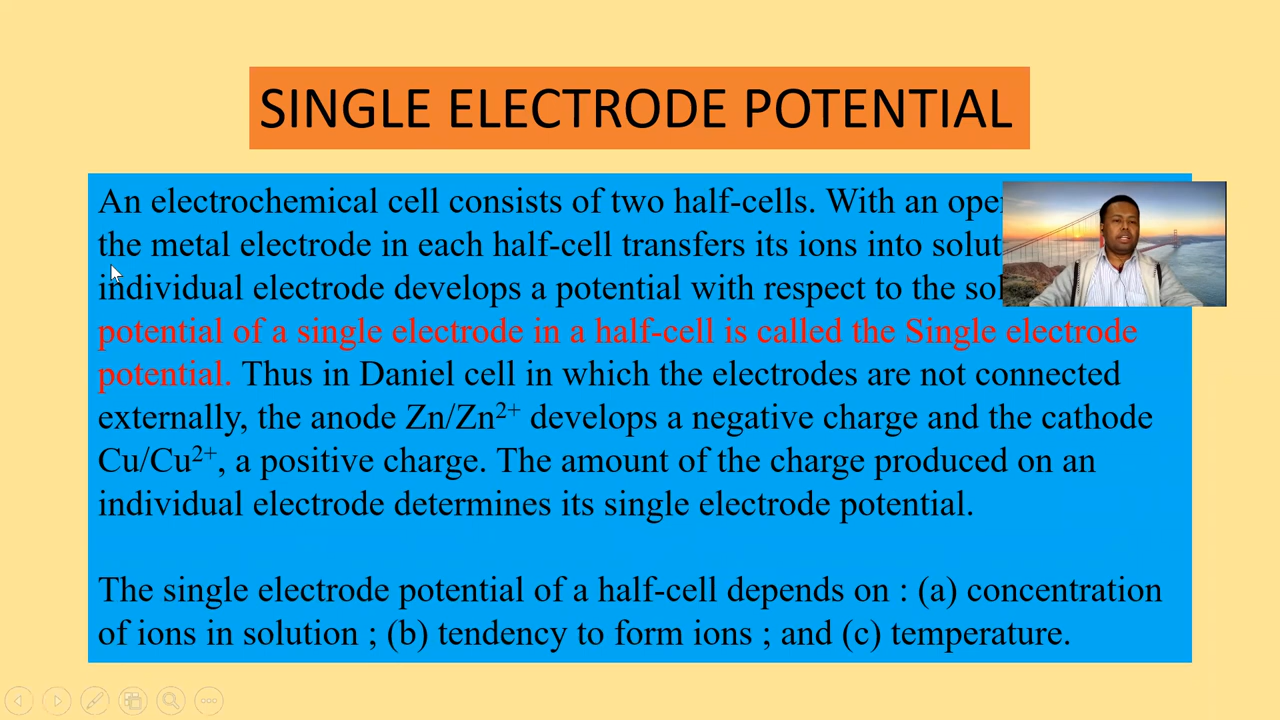 SINGLE ELECTRODE POTENTIAL
An electrochemical cell consists of two half-cells. With an
the metal electrode in each half-cell transfers its ions into
individual electrode develops a potential with respect to the
potential of a single electrode in a half-cell is called the Single electrode
potential. Thus in Daniel cell in which the electrodes are not connected
externally, the anode Zn/Zn²⁺ develops a negative charge and the cathode
Cu/Cu²⁺, a positive charge. The amount of the charge produced on an
individual electrode determines its single electrode potential.
The single electrode potential of a half-cell depends on : (a) concentration
of ions in solution ; (b) tendency to form ions ; and (c) temperature.